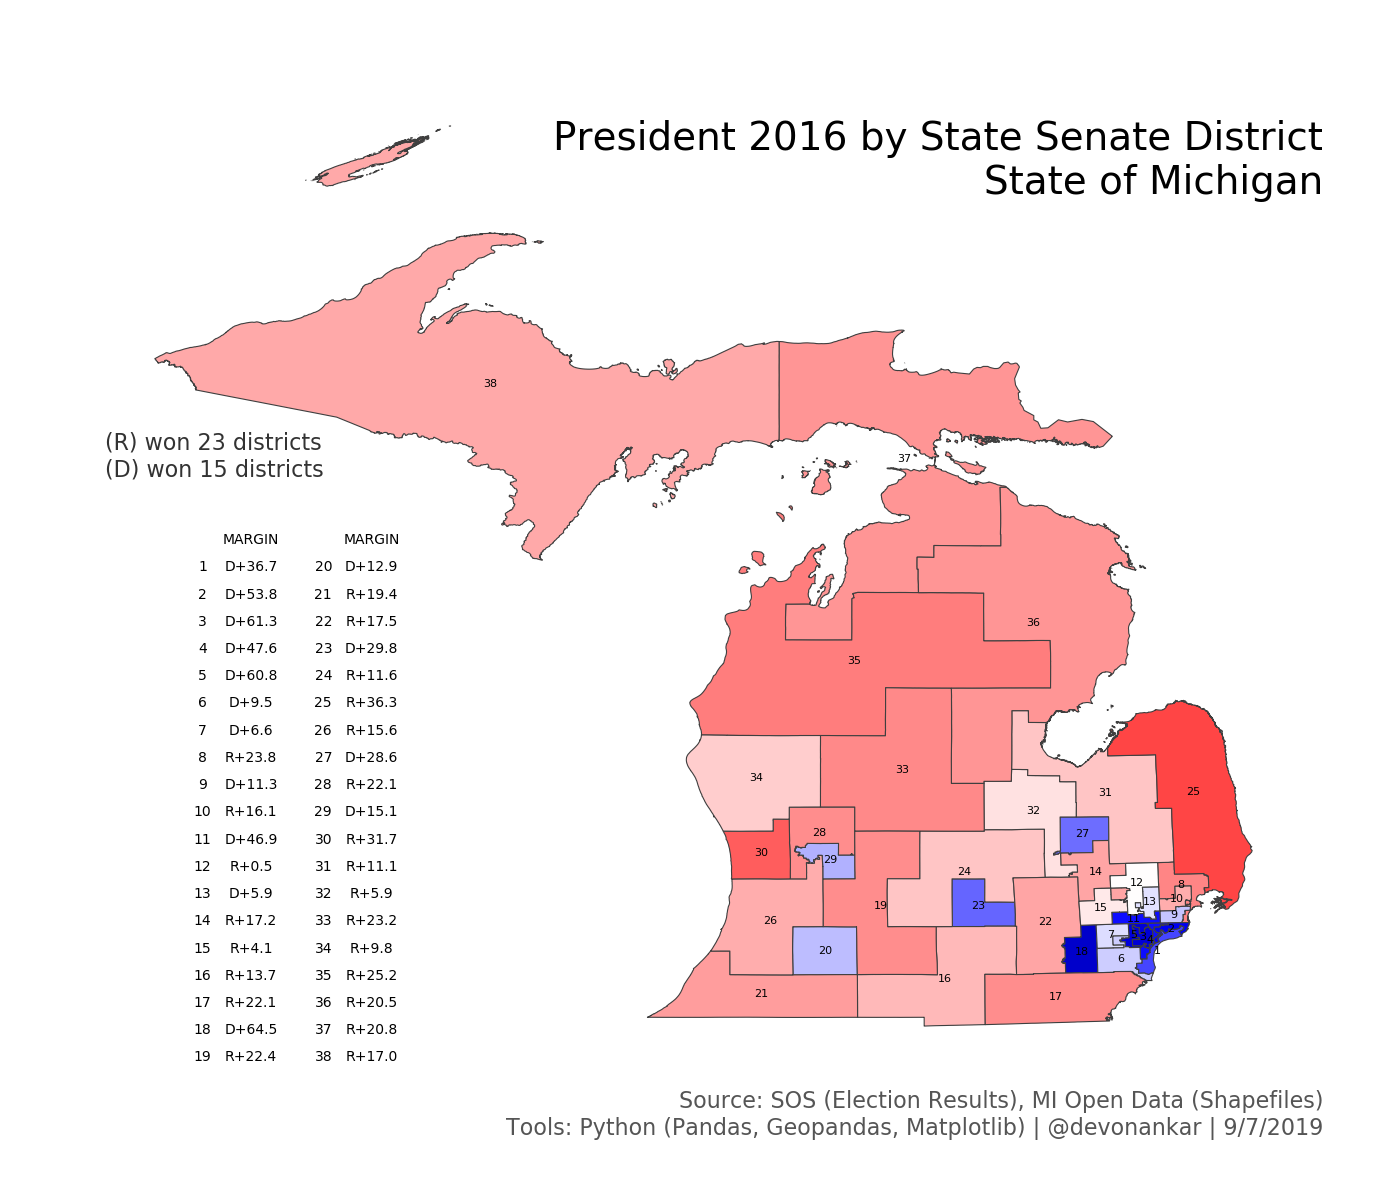 President 2016 by State Senate District
State of Michigan
38
(R) won 23 districts
(D) won 15 districts
37
MARGIN MARGIN
1 D+36.7 20 D+12.9
2 D+53.8 21 R+19.4
3 D+61.3 22 R+17.5
4 D+47.6 23 D+29.8
5 D+60.8 24 R+11.6
6 D+9.5 25 R+36.3
7 D+6.6 26 R+15.6
8 R+23.8 27 D+28.6
9 D+11.3 28 R+22.1
10 R+16.1 29 D+15.1
11 D+46.9 30 R+31.7
12 R+0.5 31 R+11.1
13 D+5.9 32 R+5.9
14 R+17.2 33 R+23.2
15 R+4.1 34 R+9.8
16 R+13.7 35 R+25.2
17 R+22.1 36 R+20.5
18 D+64.5 37 R+20.8
19 R+22.4 38 R+17.0
36
35
33
34
31
25
32
28
27
30
29
24
14
12
8
19
23
15
13
10
26
22
11
9
20
18
7
2
6
1
21
16
17
Source: SOS (Election Results), MI Open Data (Shapefiles)
Tools: Python (Pandas, Geopandas, Matplotlib) | @devonankar | 9/7/2019